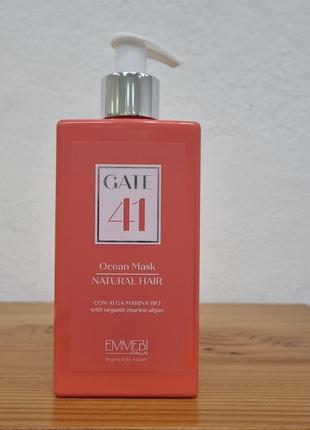 GATE
41
Ocean Mask
NATURAL HAIR
CON ALGA MARINA BIO
with organic marine algae
EMMEBI
ITALIA
inspired by nature